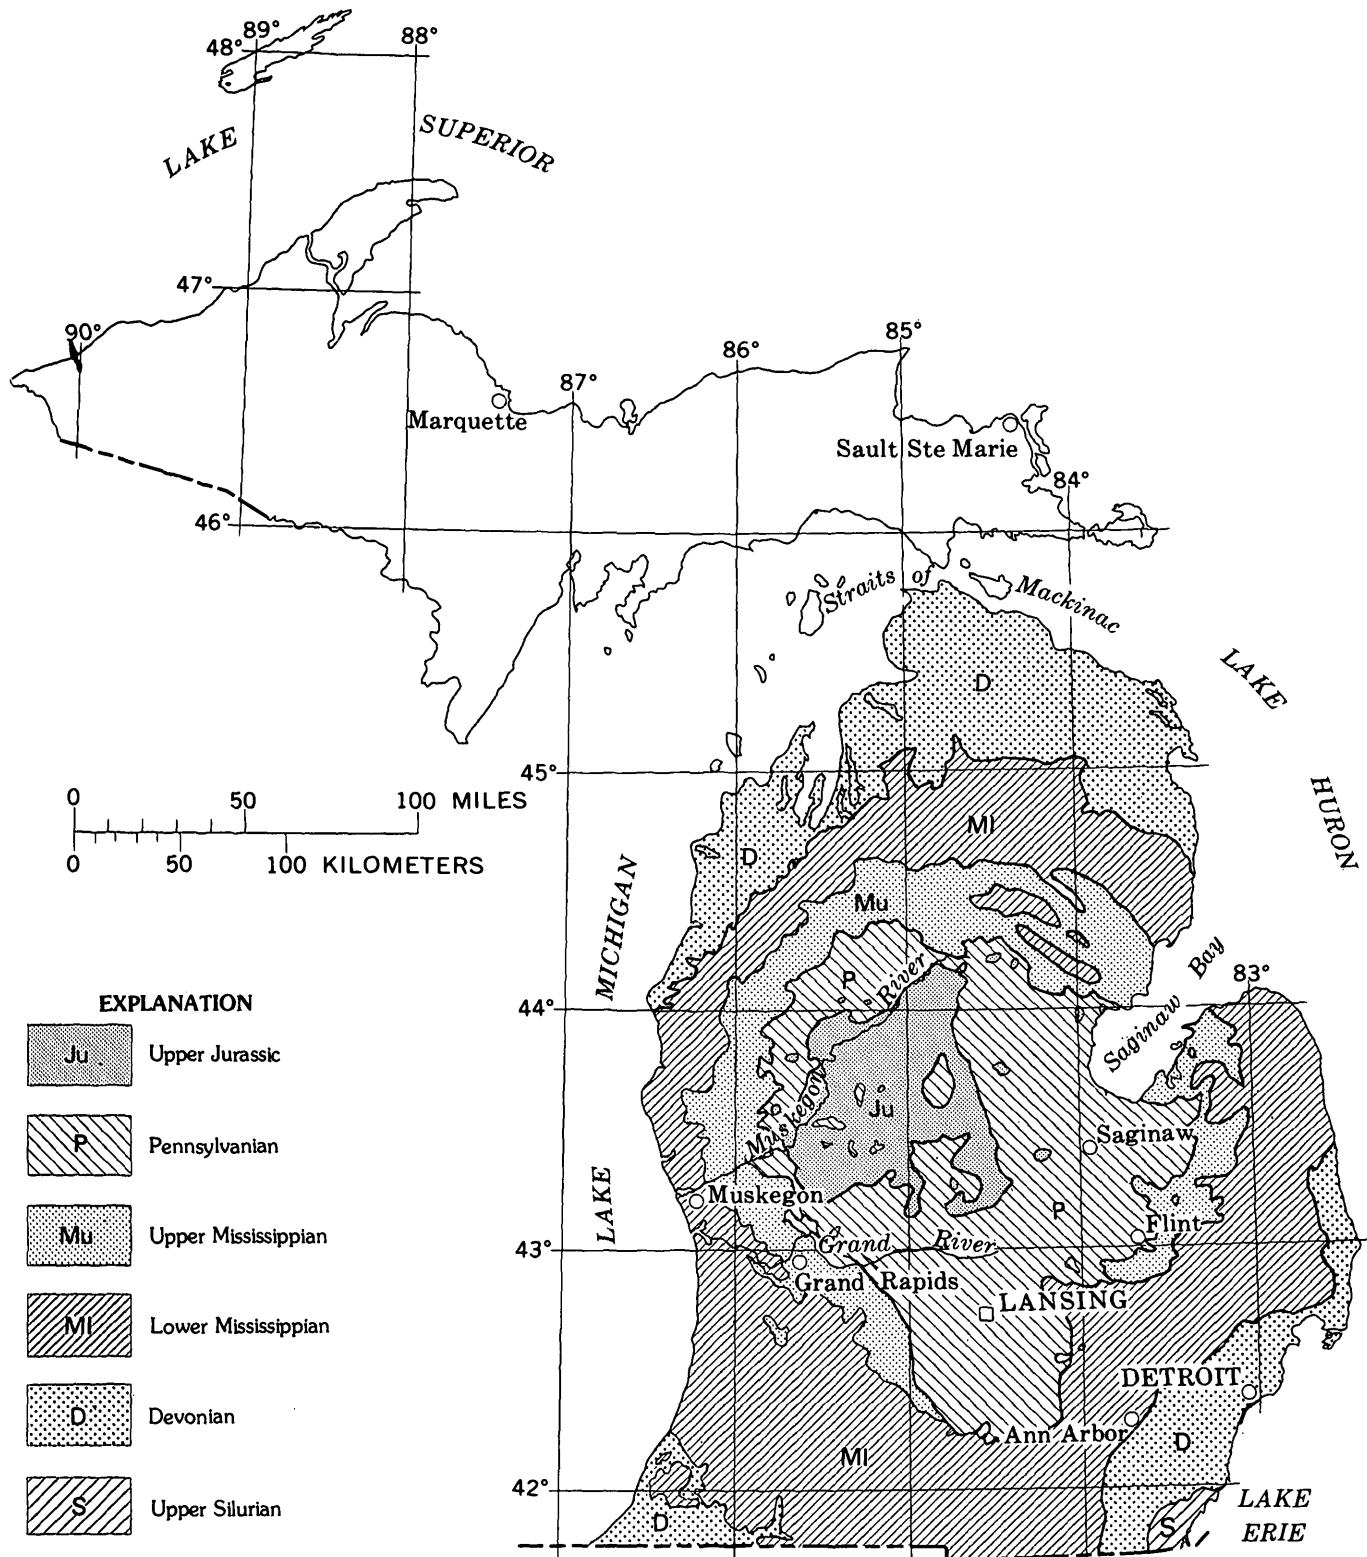 89°
48°
88°
LAKE SUPERIOR
47°
90°
85°
86°
87°
Marquette
Sault Ste Marie
84°
46°
Straits of Mackinac
LAKE HURON
D
45°
0 50 100 MILES
0 50 100 KILOMETERS
Ml
D
Mu
LAKE MICHIGAN
Saginaw Bay
83°
P
Muskegon River
44°
EXPLANATION
Ju Upper Jurassic
P Pennsylvanian
Mu Upper Mississippian
Ml Lower Mississippian
D Devonian
S Upper Silurian
Ju
Saginaw
Muskegon
P
Flint
43°
Grand River
Grand Rapids
LANSING
DETROIT
Ann Arbor
D
Ml
42°
D
S
LAKE
ERIE